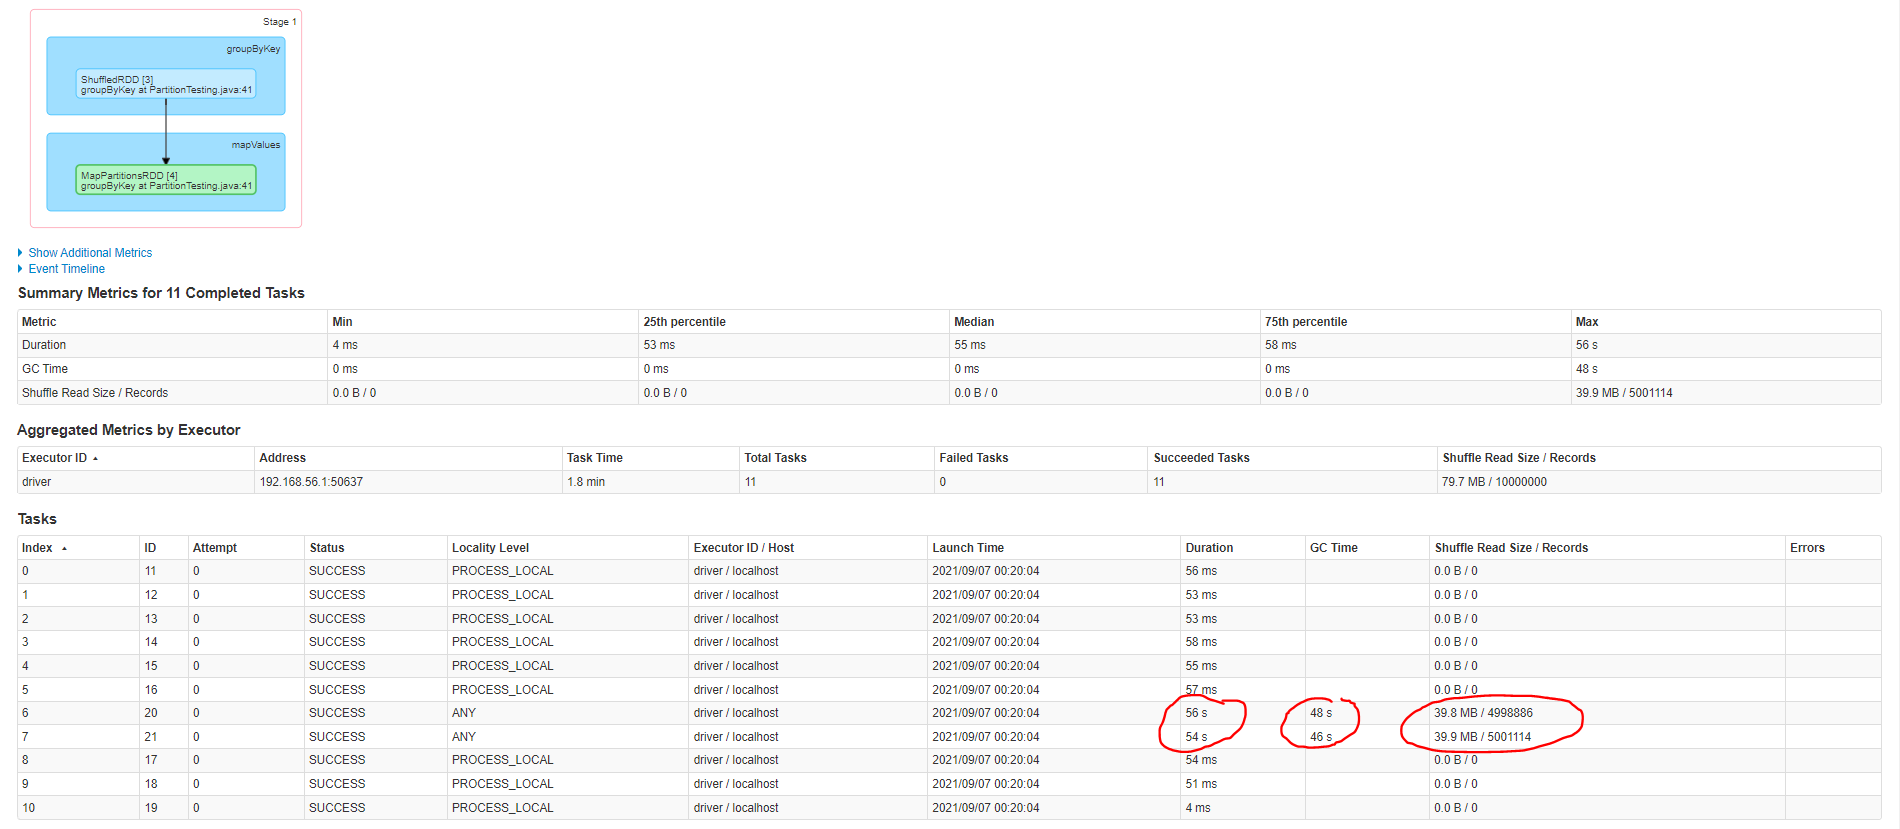 Stage 1
groupByKey
ShuffledRDD [3]
groupByKey at PartitionTesting.java:41
mapValues
MapPartitionsRDD [4]
groupByKey at PartitionTesting.java:41
Show Additional Metrics
Event Timeline
Summary Metrics for 11 Completed Tasks
Metric Min 25th percentile Median 75th percentile Max
Duration 4 ms 53 ms 55 ms 58 ms 56 s
GC Time 0 ms 0 ms 0 ms 0 ms 48 s
Shuffle Read Size / Records 0.0 B / 0 0.0 B / 0 0.0 B / 0 0.0 B / 0 39.9 MB / 5001114
Aggregated Metrics by Executor
Executor ID Address Task Time Total Tasks Failed Tasks Succeeded Tasks Shuffle Read Size / Records
driver 192.168.56.1:50637 1.8 min 11 0 11 79.7 MB / 10000000
Tasks
Index ID Attempt Status Locality Level Executor ID / Host Launch Time Duration GC Time Shuffle Read Size / Records Errors
0 11 0 SUCCESS PROCESS_LOCAL driver / localhost 2021/09/07 00:20:04 56 ms 0.0 B / 0
1 12 0 SUCCESS PROCESS_LOCAL driver / localhost 2021/09/07 00:20:04 53 ms 0.0 B / 0
2 13 0 SUCCESS PROCESS_LOCAL driver / localhost 2021/09/07 00:20:04 53 ms 0.0 B / 0
3 14 0 SUCCESS PROCESS_LOCAL driver / localhost 2021/09/07 00:20:04 58 ms 0.0 B / 0
4 15 0 SUCCESS PROCESS_LOCAL driver / localhost 2021/09/07 00:20:04 55 ms 0.0 B / 0
5 16 0 SUCCESS PROCESS_LOCAL driver / localhost 2021/09/07 00:20:04 57 ms 0.0 B / 0
6 20 0 SUCCESS ANY driver / localhost 2021/09/07 00:20:04 56 s 48 s 39.8 MB / 4998886
7 21 0 SUCCESS ANY driver / localhost 2021/09/07 00:20:04 54 s 46 s 39.9 MB / 5001114
8 17 0 SUCCESS PROCESS_LOCAL driver / localhost 2021/09/07 00:20:04 54 ms 0.0 B / 0
9 18 0 SUCCESS PROCESS_LOCAL driver / localhost 2021/09/07 00:20:04 51 ms 0.0 B / 0
10 19 0 SUCCESS PROCESS_LOCAL driver / localhost 2021/09/07 00:20:04 4 ms 0.0 B / 0